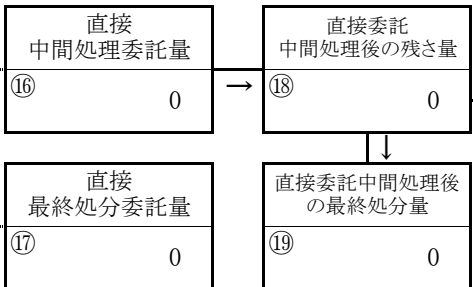 直接
中間処理委託量
⑯
0
→
直接委託
中間処理後の残さ量
⑱
0
↓
直接
最終処分委託量
⑰
0
直接委託中間処理後
の最終処分量
⑲
0